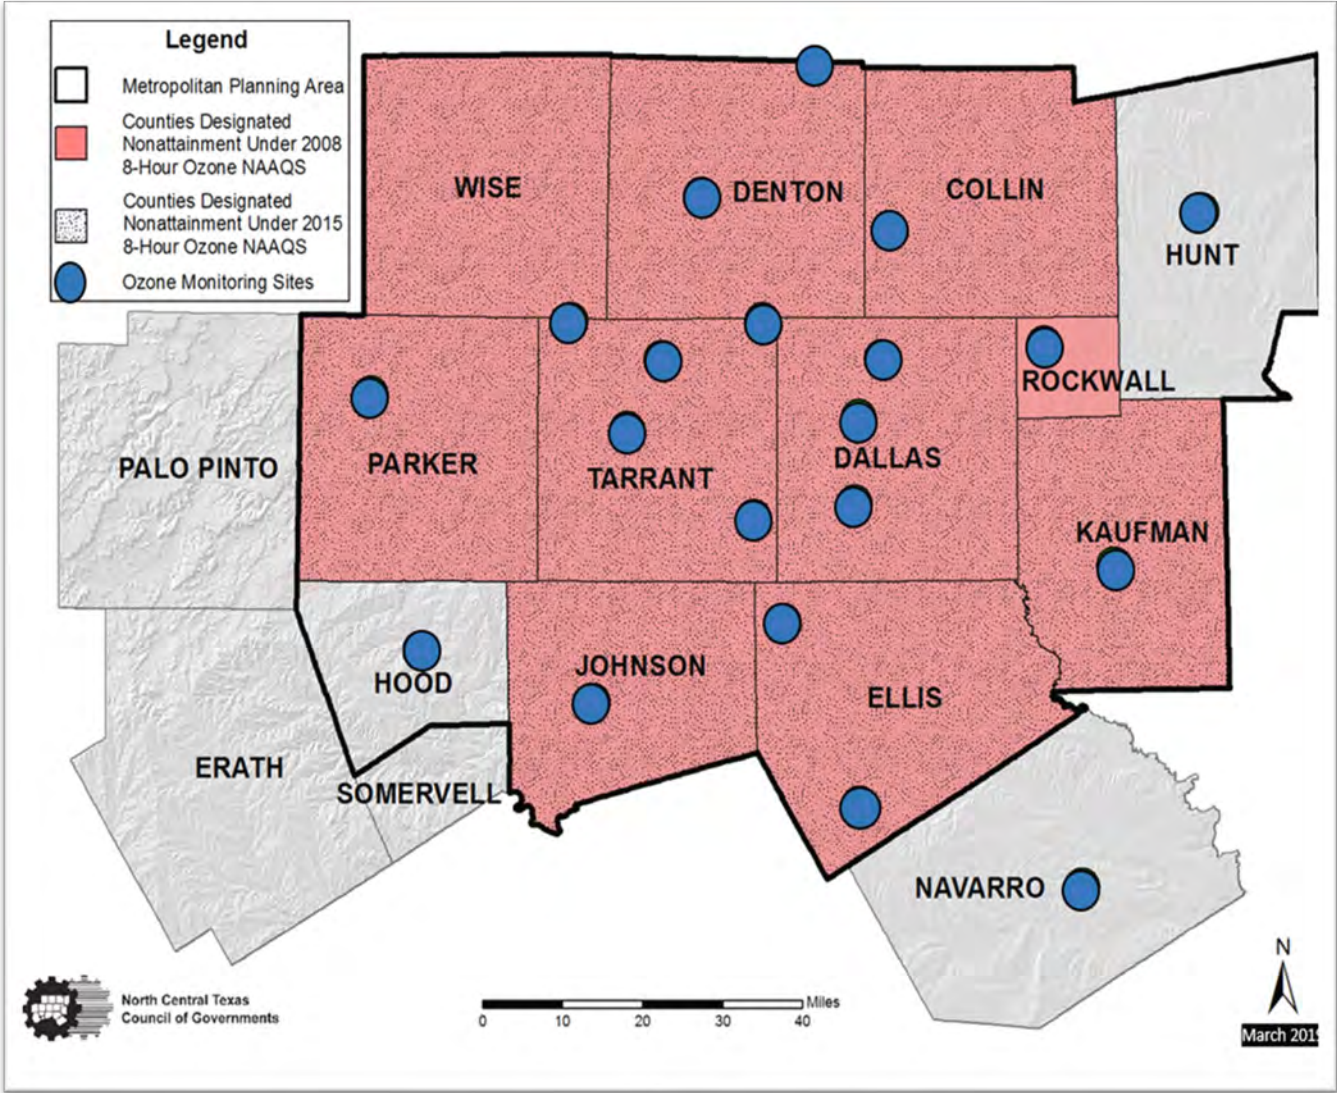 Legend
Metropolitan Planning Area
Counties Designated
Nonattainment Under 2008
8-Hour Ozone NAAQS
Counties Designated
Nonattainment Under 2015
8-Hour Ozone NAAQS
Ozone Monitoring Sites
WISE
DENTON
COLLIN
HUNT
ROCKWALL
PALO PINTO
PARKER
TARRANT
DALLAS
KAUFMAN
HOOD
JOHNSON
ELLIS
ERATH
SOMERVELL
NAVARRO
North Central Texas
Council of Governments
Miles
0 10 20 30 40
N
March 2019